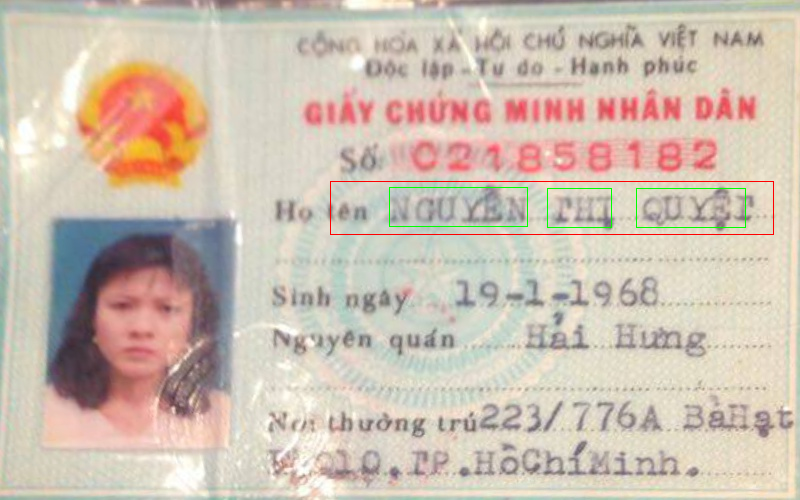 CỘNG HÒA XÃ HỘI CHỦ NGHĨA VIỆT NAM
Độc lập - Tự do - Hạnh phúc
GIẤY CHỨNG MINH NHÂN DÂN
Số 021858182
Họ tên NGUYỄN THỊ QUYỆT
Sinh ngày 19-1-1968
Nguyên quán Hải Hưng
Nơi thường trú 223/776A BàHạt
P.Q10.TP.HồChíMinh.